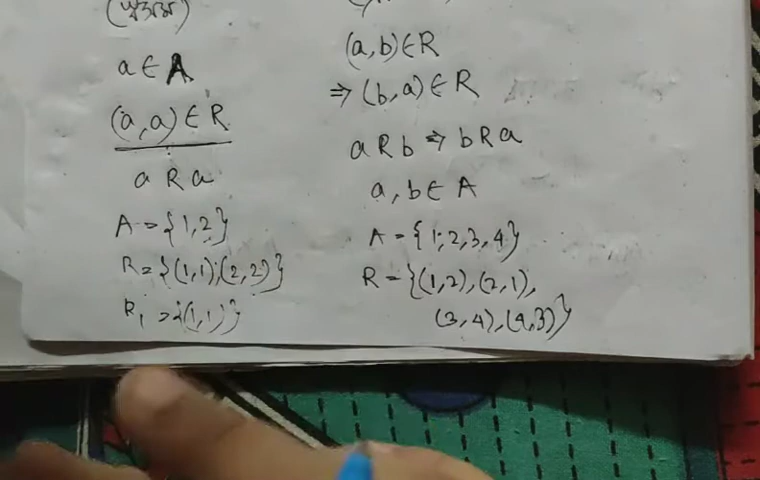 a ∈ A
(a,a) ∈ R
a R a
A = {1,2}
R = {(1,1),(2,2)}
R₁ = {(1,1)}
(a,b) ∈ R
⇒ (b,a) ∈ R
a R b ⇒ b R a
a, b ∈ A
A = {1,2,3,4}
R = {(1,2),(2,1),
(3,4),(4,3)}